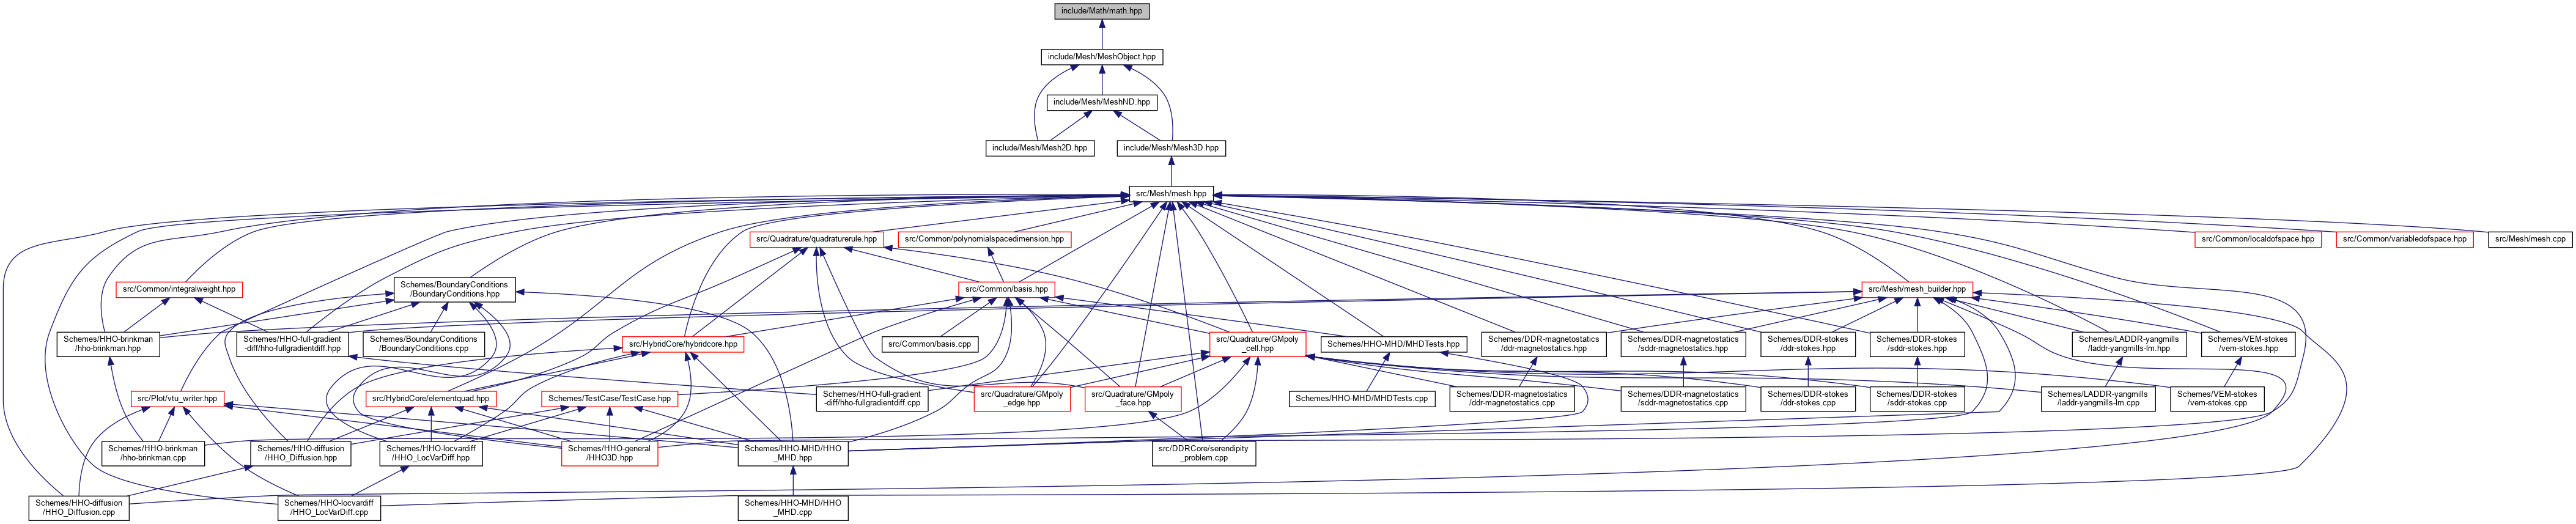 include/Math/math.hpp
include/Mesh/MeshObject.hpp
include/Mesh/MeshND.hpp
include/Mesh/Mesh2D.hpp
include/Mesh/Mesh3D.hpp
src/Mesh/mesh.hpp
src/Quadrature/quadraturerule.hpp
src/Common/polynomialspacedimension.hpp
src/Common/localdofspace.hpp
src/Common/variabledofspace.hpp
src/Mesh/mesh.cpp
src/Common/integralweight.hpp
Schemes/BoundaryConditions
/BoundaryConditions.hpp
src/Common/basis.hpp
src/Mesh/mesh_builder.hpp
Schemes/HHO-brinkman
/hho-brinkman.hpp
Schemes/HHO-full-gradient
-diff/hho-fullgradientdiff.hpp
Schemes/BoundaryConditions
/BoundaryConditions.cpp
src/HybridCore/hybridcore.hpp
src/Common/basis.cpp
src/Quadrature/GMpoly
_cell.hpp
Schemes/HHO-MHD/MHDTests.hpp
Schemes/DDR-magnetostatics
/ddr-magnetostatics.hpp
Schemes/DDR-magnetostatics
/sddr-magnetostatics.hpp
Schemes/DDR-stokes
/ddr-stokes.hpp
Schemes/DDR-stokes
/sddr-stokes.hpp
Schemes/LADDR-yangmills
/laddr-yangmills-lm.hpp
Schemes/VEM-stokes
/vem-stokes.hpp
src/Plot/vtu_writer.hpp
src/HybridCore/elementquad.hpp
Schemes/TestCase/TestCase.hpp
Schemes/HHO-full-gradient
-diff/hho-fullgradientdiff.cpp
src/Quadrature/GMpoly
_edge.hpp
src/Quadrature/GMpoly
_face.hpp
Schemes/HHO-MHD/MHDTests.cpp
Schemes/DDR-magnetostatics
/ddr-magnetostatics.cpp
Schemes/DDR-magnetostatics
/sddr-magnetostatics.cpp
Schemes/DDR-stokes
/ddr-stokes.cpp
Schemes/DDR-stokes
/sddr-stokes.cpp
Schemes/LADDR-yangmills
/laddr-yangmills-lm.cpp
Schemes/VEM-stokes
/vem-stokes.cpp
Schemes/HHO-brinkman
/hho-brinkman.cpp
Schemes/HHO-diffusion
/HHO_Diffusion.hpp
Schemes/HHO-locvardiff
/HHO_LocVarDiff.hpp
Schemes/HHO-general
/HHO3D.hpp
Schemes/HHO-MHD/HHO
_MHD.hpp
src/DDRCore/serendipity
_problem.cpp
Schemes/HHO-diffusion
/HHO_Diffusion.cpp
Schemes/HHO-locvardiff
/HHO_LocVarDiff.cpp
Schemes/HHO-MHD/HHO
_MHD.cpp